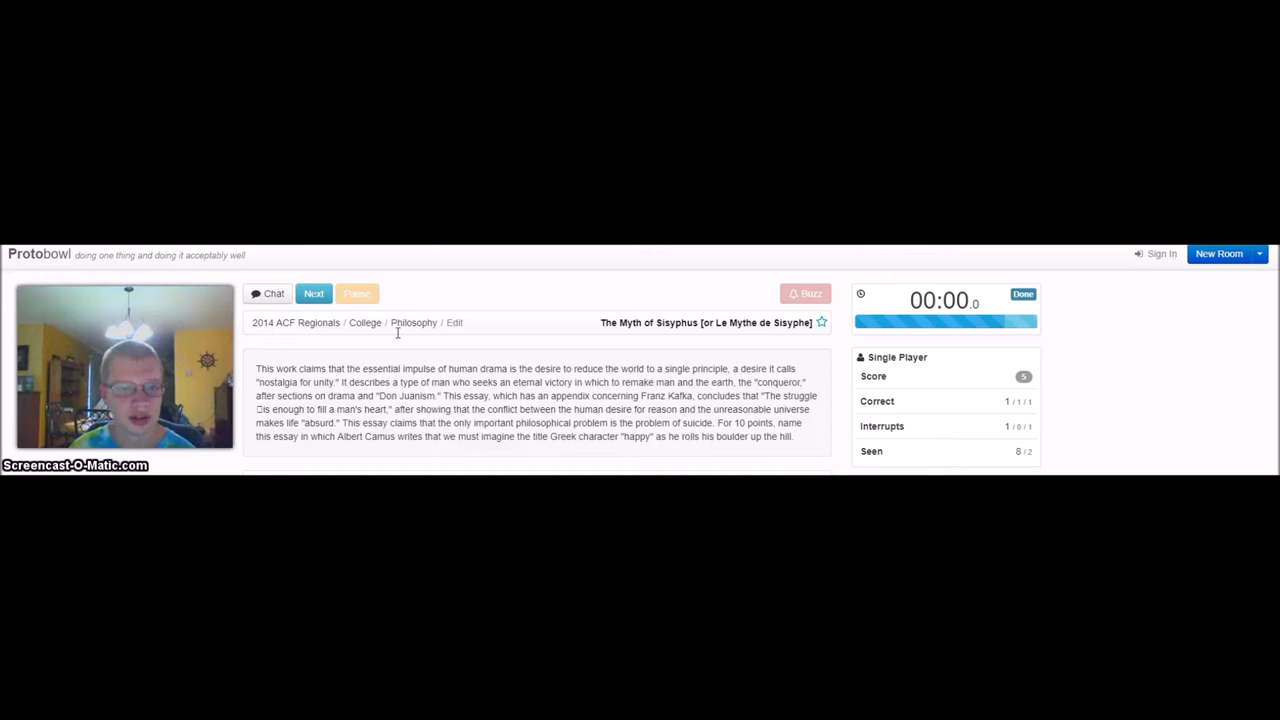 Protobowl doing one thing and doing it acceptably well
Sign In New Room
Chat Next Pause Buzz
00:00.0 Done
2014 ACF Regionals / College / Philosophy / Edit The Myth of Sisyphus [or Le Mythe de Sisyphe]
This work claims that the essential impulse of human drama is the desire to reduce the world to a single principle, a desire it calls
"nostalgia for unity." It describes a type of man who seeks an eternal victory in which to remake man and the earth, the "conqueror,"
after sections on drama and "Don Juanism." This essay, which has an appendix concerning Franz Kafka, concludes that "The struggle
is enough to fill a man's heart," after showing that the conflict between the human desire for reason and the unreasonable universe
makes life "absurd." This essay claims that the only important philosophical problem is the problem of suicide. For 10 points, name
this essay in which Albert Camus writes that we must imagine the title Greek character "happy" as he rolls his boulder up the hill.
Single Player
Score 5
Correct 1 / 1 / 1
Interrupts 1 / 0 / 1
Seen 8 / 2
Screencast-O-Matic.com